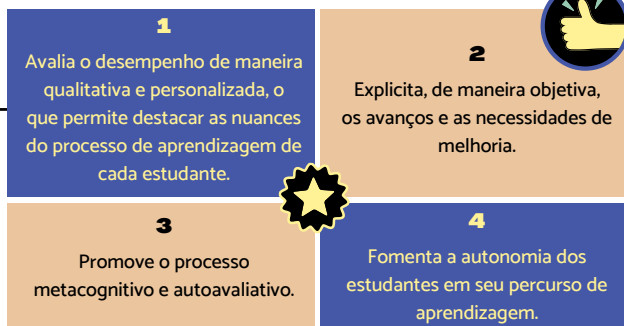 1
Avalia o desempenho de maneira
qualitativa e personalizada, o
que permite destacar as nuances
do processo de aprendizagem de
cada estudante.
2
Explicita, de maneira objetiva,
os avanços e as necessidades de
melhoria.
3
Promove o processo
metacognitivo e autoavaliativo.
4
Fomenta a autonomia dos
estudantes em seu percurso de
aprendizagem.